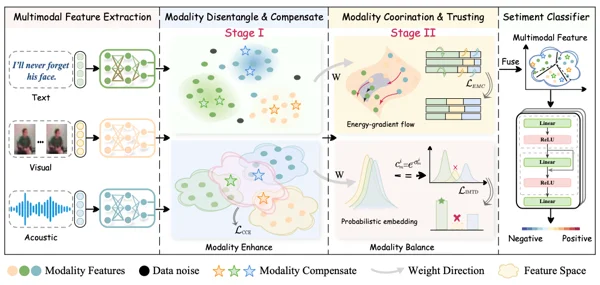 Multimodal Feature Extraction
Modality Disentangle & Compensate
Modality Coorination & Trusting
Setiment Classifier
Stage I
Stage II
Multimodal Feature
I'll never forget
his face.
Text
Visual
Acoustic
W
Fuse
L_EMC
Energy-gradient flow
Linear
ReLU
Linear
ReLU
Linear
W
Probabilistic embedding
Modality Enhance
Modality Balance
Negative
Positive
Modality Features
Data noise
Modality Compensate
Weight Direction
Feature Space